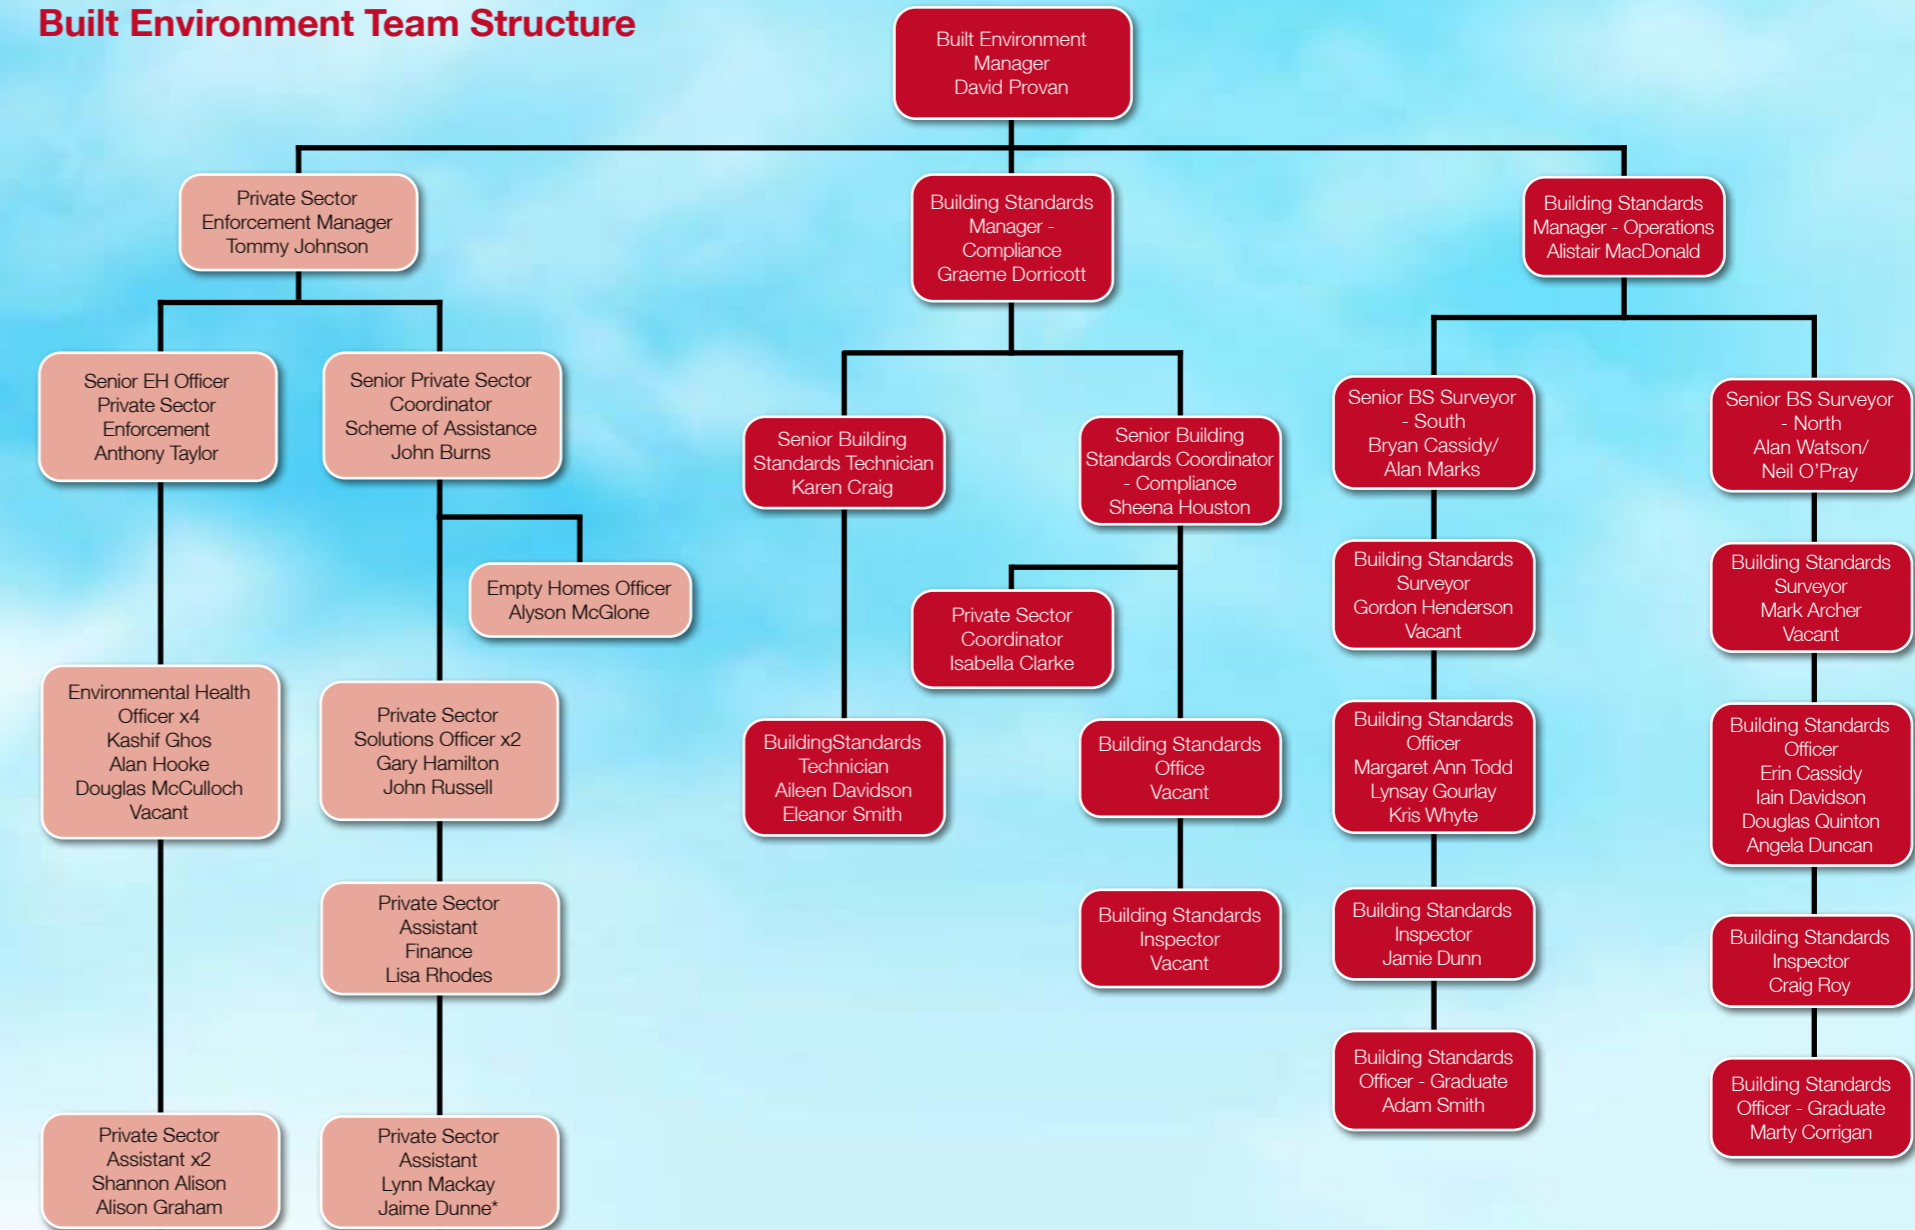 Built Environment Team Structure
Built Environment
Manager
David Provan
Private Sector
Enforcement Manager
Tommy Johnson
Building Standards
Manager -
Compliance
Graeme Dorricott
Building Standards
Manager - Operations
Alistair MacDonald
Senior EH Officer
Private Sector
Enforcement
Anthony Taylor
Senior Private Sector
Coordinator
Scheme of Assistance
John Burns
Senior Building
Standards Technician
Karen Craig
Senior Building
Standards Coordinator
- Compliance
Sheena Houston
Senior BS Surveyor
- South
Bryan Cassidy/
Alan Marks
Senior BS Surveyor
- North
Alan Watson/
Neil O'Pray
Empty Homes Officer
Alyson McGlone
Private Sector
Coordinator
Isabella Clarke
Building Standards
Surveyor
Gordon Henderson
Vacant
Building Standards
Surveyor
Mark Archer
Vacant
Environmental Health
Officer x4
Kashif Ghos
Alan Hooke
Douglas McCulloch
Vacant
Private Sector
Solutions Officer x2
Gary Hamilton
John Russell
BuildingStandards
Technician
Aileen Davidson
Eleanor Smith
Building Standards
Office
Vacant
Building Standards
Officer
Margaret Ann Todd
Lynsay Gourlay
Kris Whyte
Building Standards
Officer
Erin Cassidy
Iain Davidson
Douglas Quinton
Angela Duncan
Private Sector
Assistant
Finance
Lisa Rhodes
Building Standards
Inspector
Vacant
Building Standards
Inspector
Jamie Dunn
Building Standards
Inspector
Craig Roy
Building Standards
Officer - Graduate
Adam Smith
Building Standards
Officer - Graduate
Marty Corrigan
Private Sector
Assistant x2
Shannon Alison
Alison Graham
Private Sector
Assistant
Lynn Mackay
Jaime Dunne*